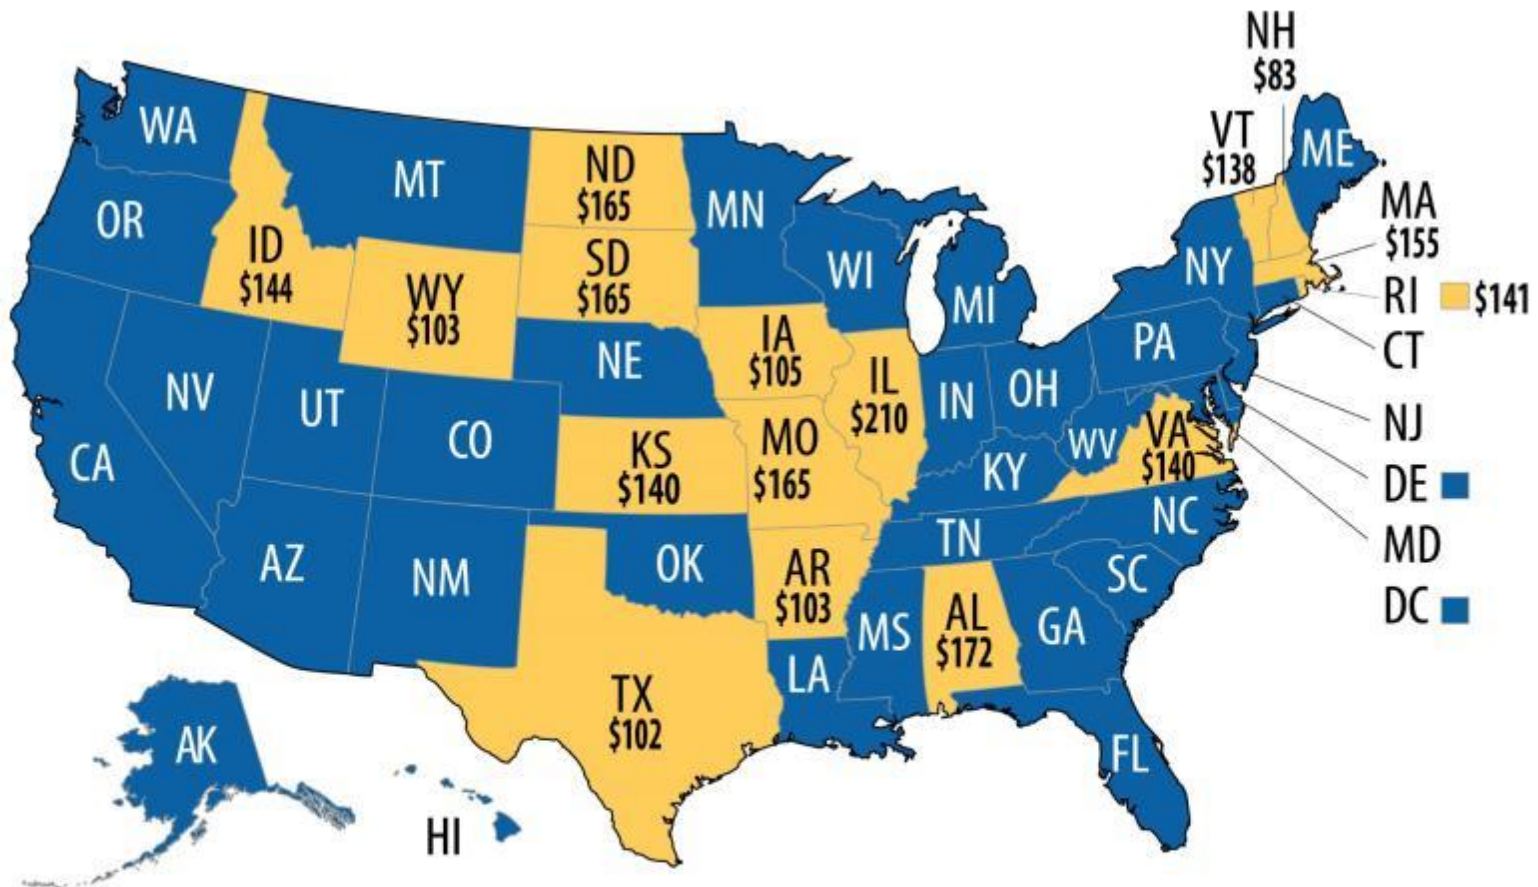 NH
$83
VT
$138
ME
WA
MT
ND
$165
MN
MA
$155
OR
ID
$144
SD
$165
WI
NY
WY
$103
MI
RI $141
IA
$105
PA
CT
NE
NV
UT
IL
$210
IN
OH
NJ
CO
KS
$140
MO
$165
WV
VA
$140
CA
KY
DE
NC
TN
MD
AZ
NM
OK
AR
$103
SC
DC
MS
AL
$172
GA
LA
TX
$102
AK
FL
HI